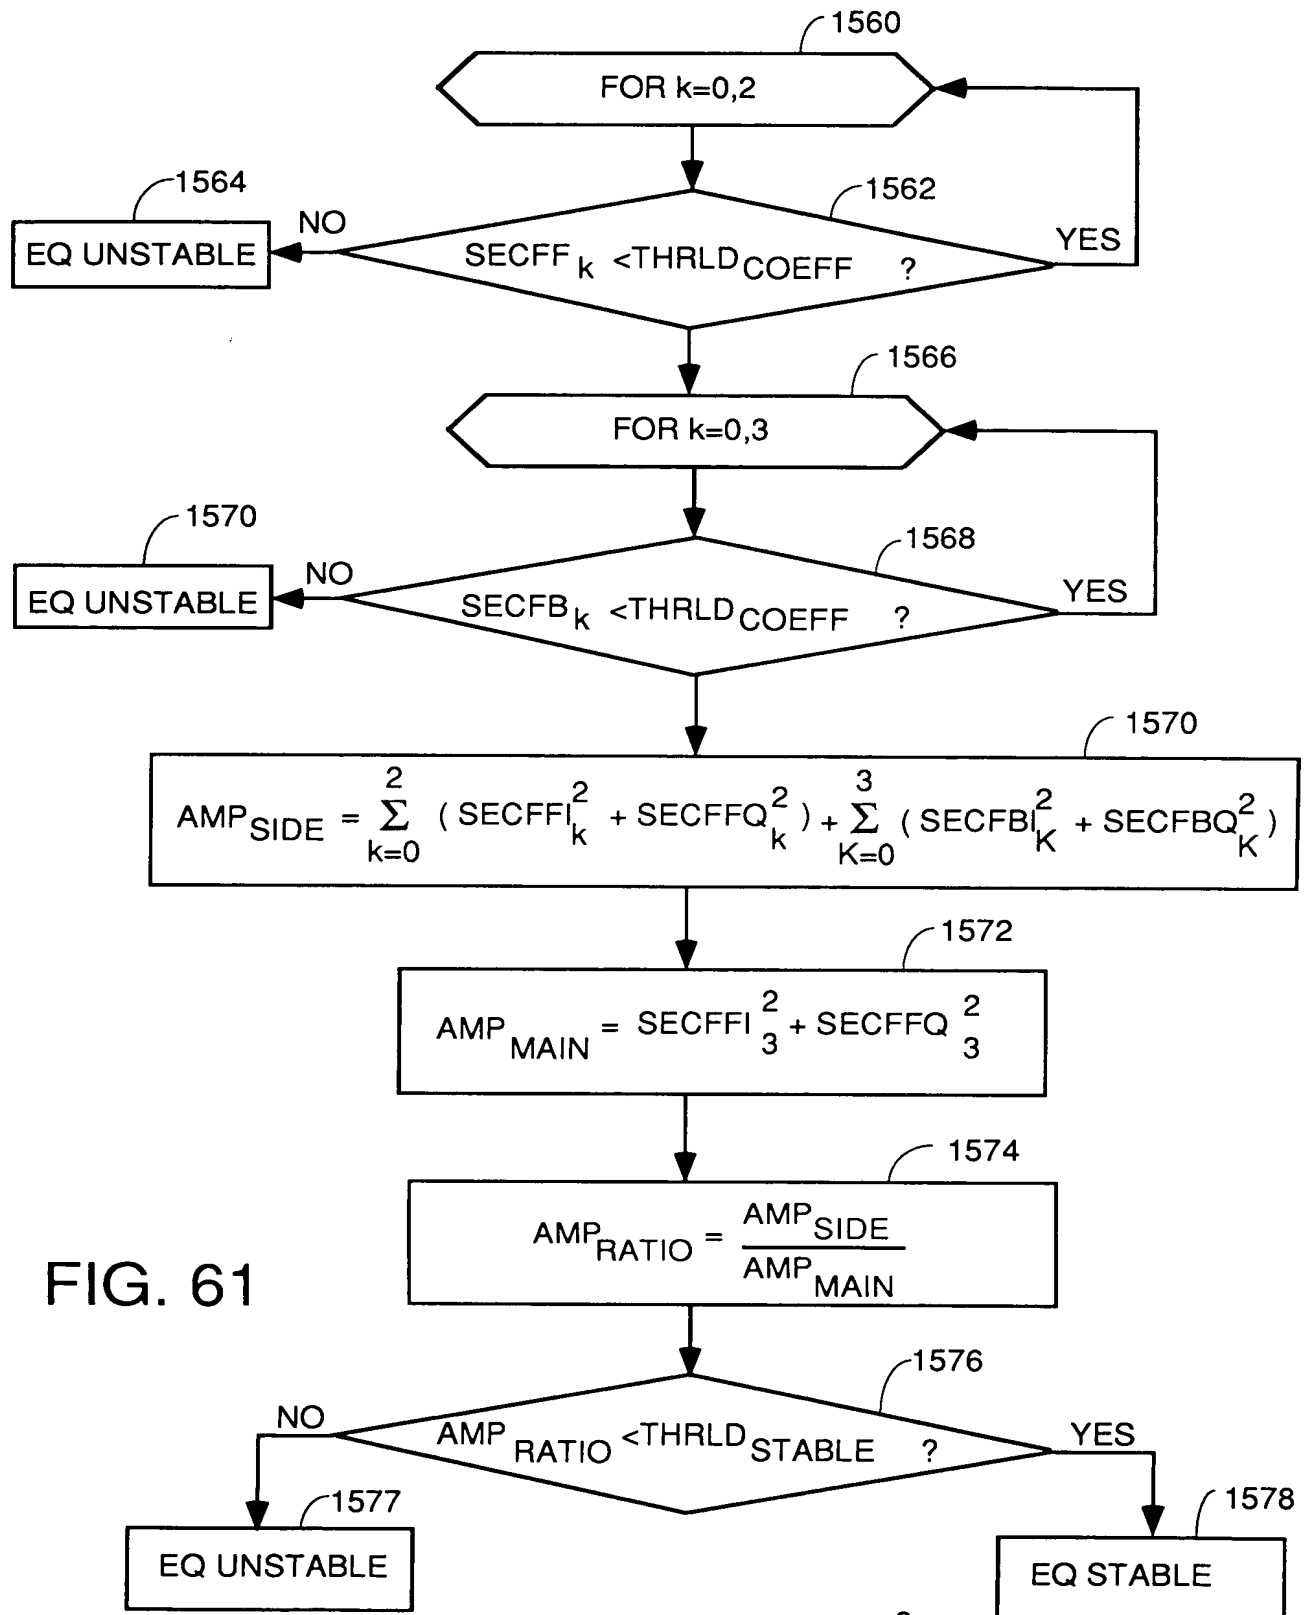 1560
FOR k=0,2
1564
1562
NO
YES
EQ UNSTABLE
SECFF k <THRLD COEFF ?
1566
FOR k=0,3
1570
1568
NO
YES
EQ UNSTABLE
SECFB k <THRLD COEFF ?
1570
AMP SIDE = 2 Σ k=0 ( SECFFI 2 k + SECFFQ 2 k ) + 3 Σ K=0 ( SECFBI 2 K + SECFBQ 2 K )
1572
AMP MAIN = SECFFI 2 3 + SECFFQ 2 3
1574
AMP RATIO = AMP SIDE
AMP MAIN
FIG. 61
1576
NO
AMP RATIO <THRLD STABLE ?
YES
1577
1578
EQ UNSTABLE
EQ STABLE